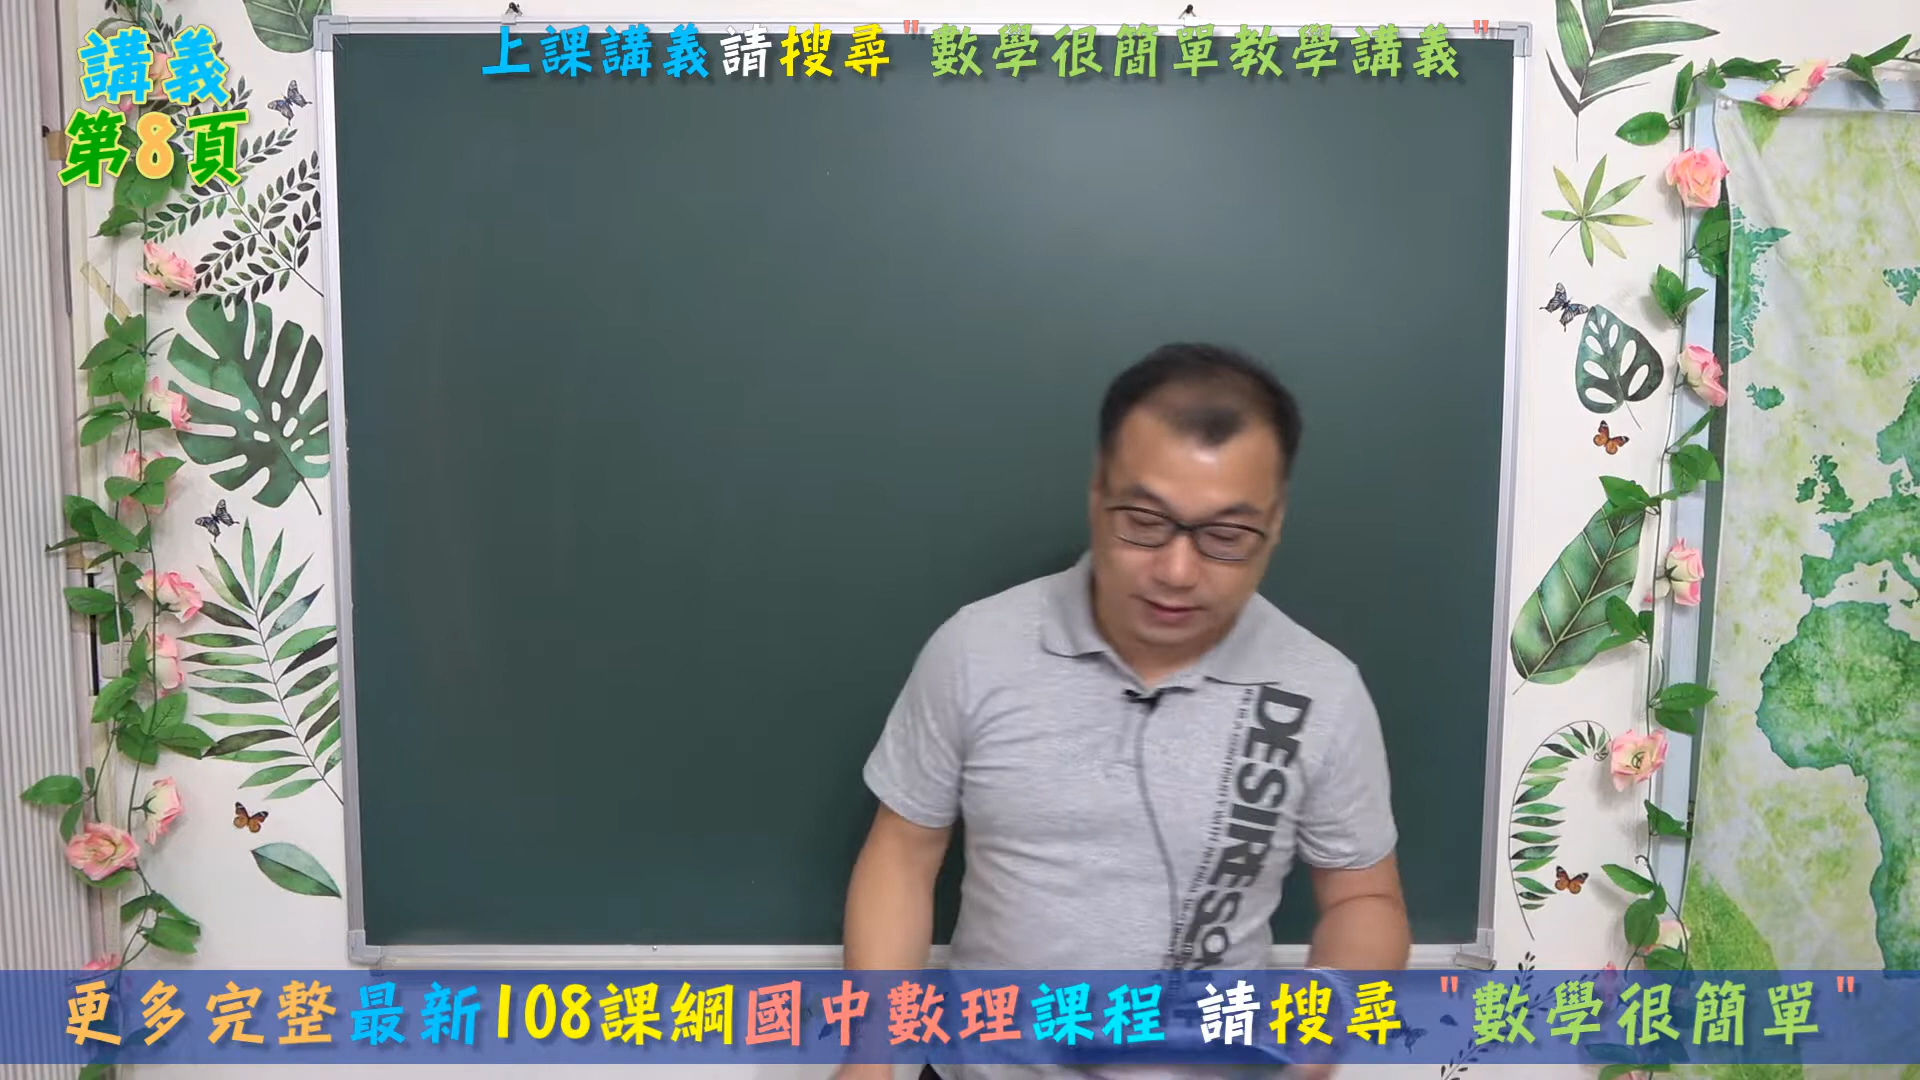 講義
第8頁
上課講義請搜尋"數學很簡單教學講義"
DESIRESON
更多完整最新108課綱國中數理課程 請搜尋 "數學很簡單"